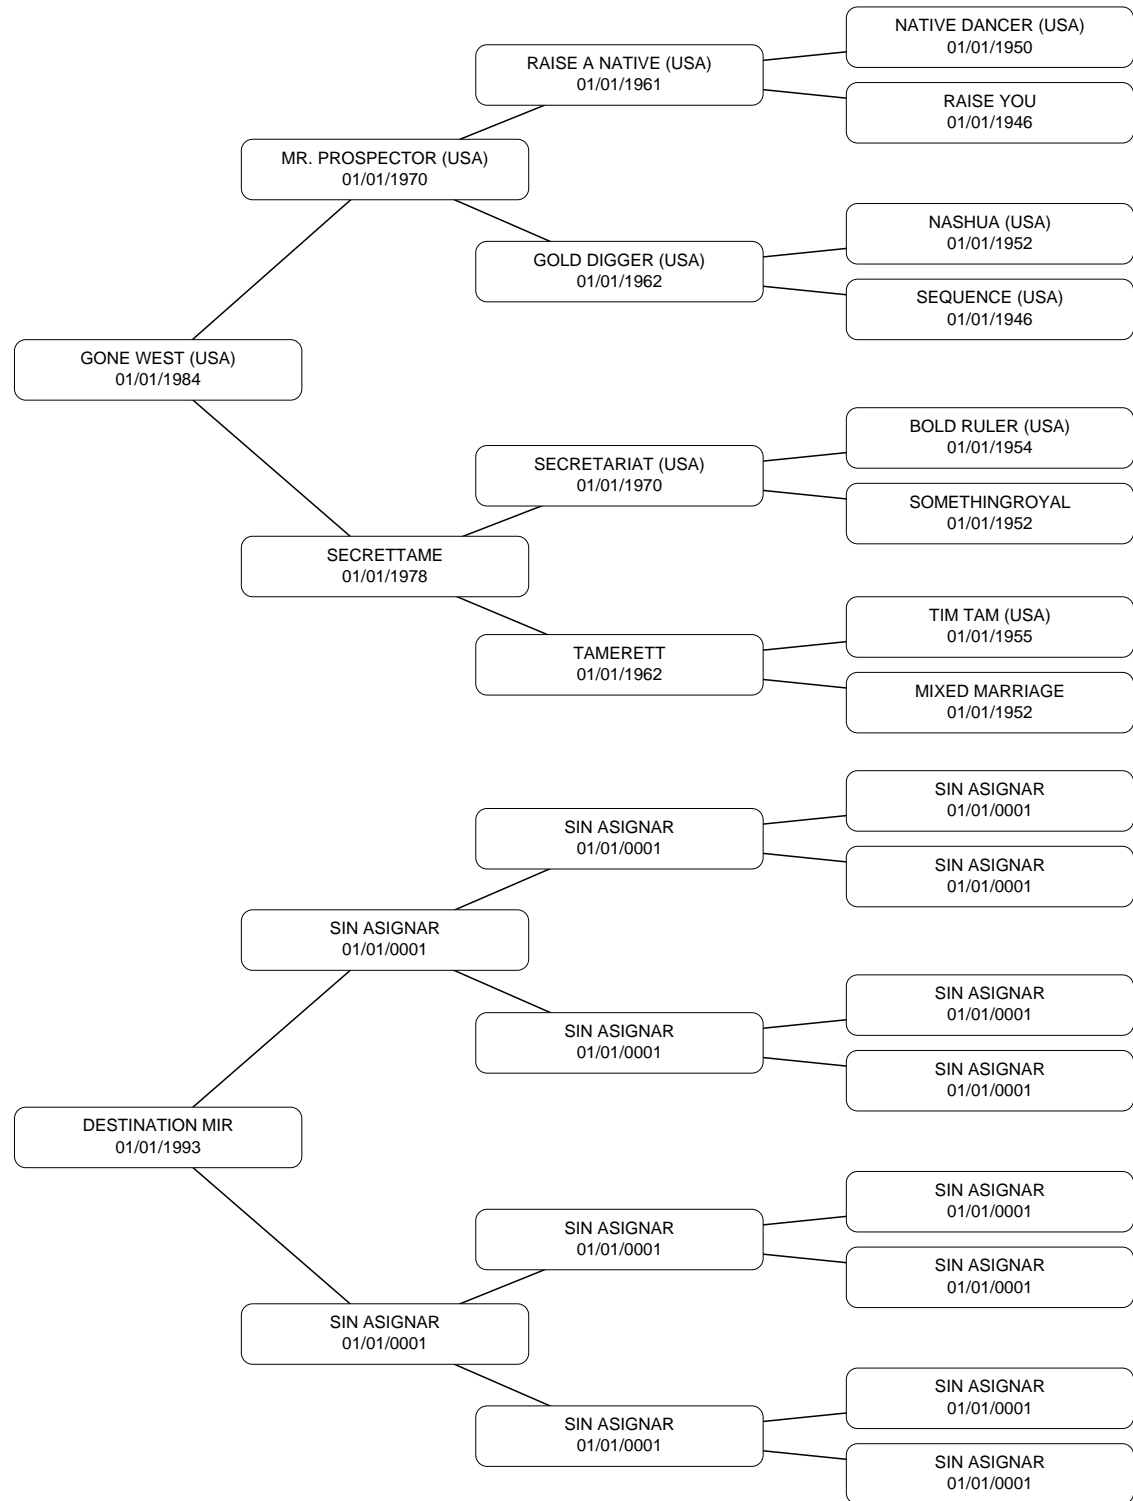 NATIVE DANCER (USA)
01/01/1950
RAISE A NATIVE (USA)
01/01/1961
RAISE YOU
01/01/1946
MR. PROSPECTOR (USA)
01/01/1970
NASHUA (USA)
01/01/1952
GOLD DIGGER (USA)
01/01/1962
SEQUENCE (USA)
01/01/1946
GONE WEST (USA)
01/01/1984
BOLD RULER (USA)
01/01/1954
SECRETARIAT (USA)
01/01/1970
SOMETHINGROYAL
01/01/1952
SECRETTAME
01/01/1978
TIM TAM (USA)
01/01/1955
TAMERETT
01/01/1962
MIXED MARRIAGE
01/01/1952
SIN ASIGNAR
01/01/0001
SIN ASIGNAR
01/01/0001
SIN ASIGNAR
01/01/0001
SIN ASIGNAR
01/01/0001
SIN ASIGNAR
01/01/0001
SIN ASIGNAR
01/01/0001
SIN ASIGNAR
01/01/0001
DESTINATION MIR
01/01/1993
SIN ASIGNAR
01/01/0001
SIN ASIGNAR
01/01/0001
SIN ASIGNAR
01/01/0001
SIN ASIGNAR
01/01/0001
SIN ASIGNAR
01/01/0001
SIN ASIGNAR
01/01/0001
SIN ASIGNAR
01/01/0001